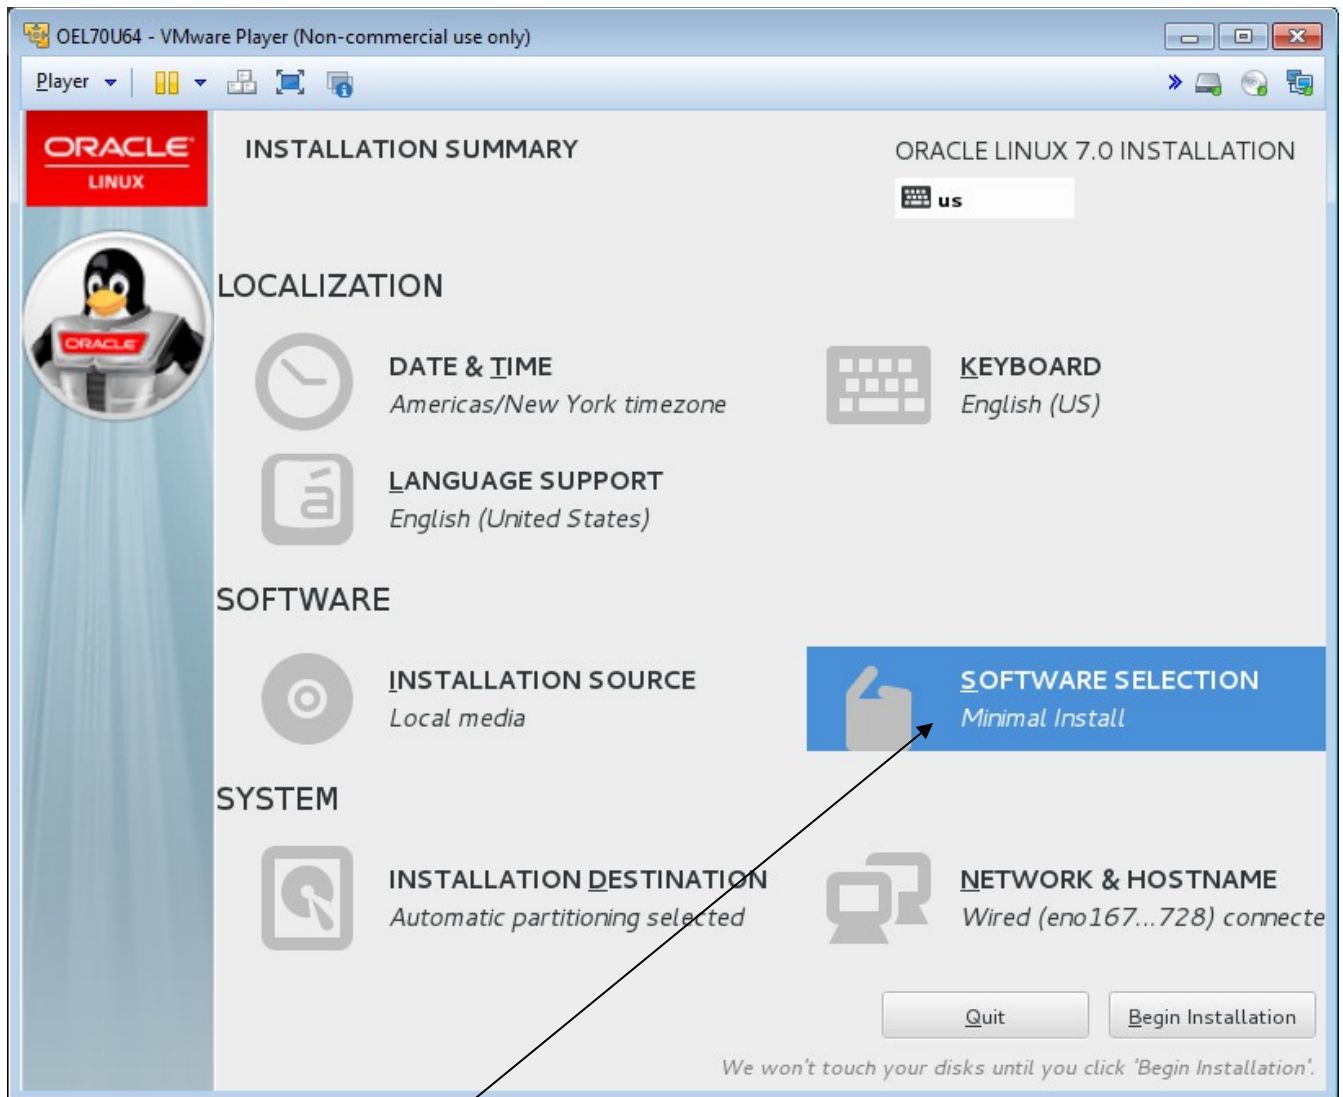 OEL70U64 - VMware Player (Non-commercial use only)
Player
ORACLE
LINUX
INSTALLATION SUMMARY
ORACLE LINUX 7.0 INSTALLATION
us
ORACLE
LOCALIZATION
DATE & TIME
Americas/New York timezone
KEYBOARD
English (US)
á
LANGUAGE SUPPORT
English (United States)
SOFTWARE
INSTALLATION SOURCE
Local media
SOFTWARE SELECTION
Minimal Install
SYSTEM
INSTALLATION DESTINATION
Automatic partitioning selected
NETWORK & HOSTNAME
Wired (eno167...728) connecte
Quit
Begin Installation
We won't touch your disks until you click 'Begin Installation'.